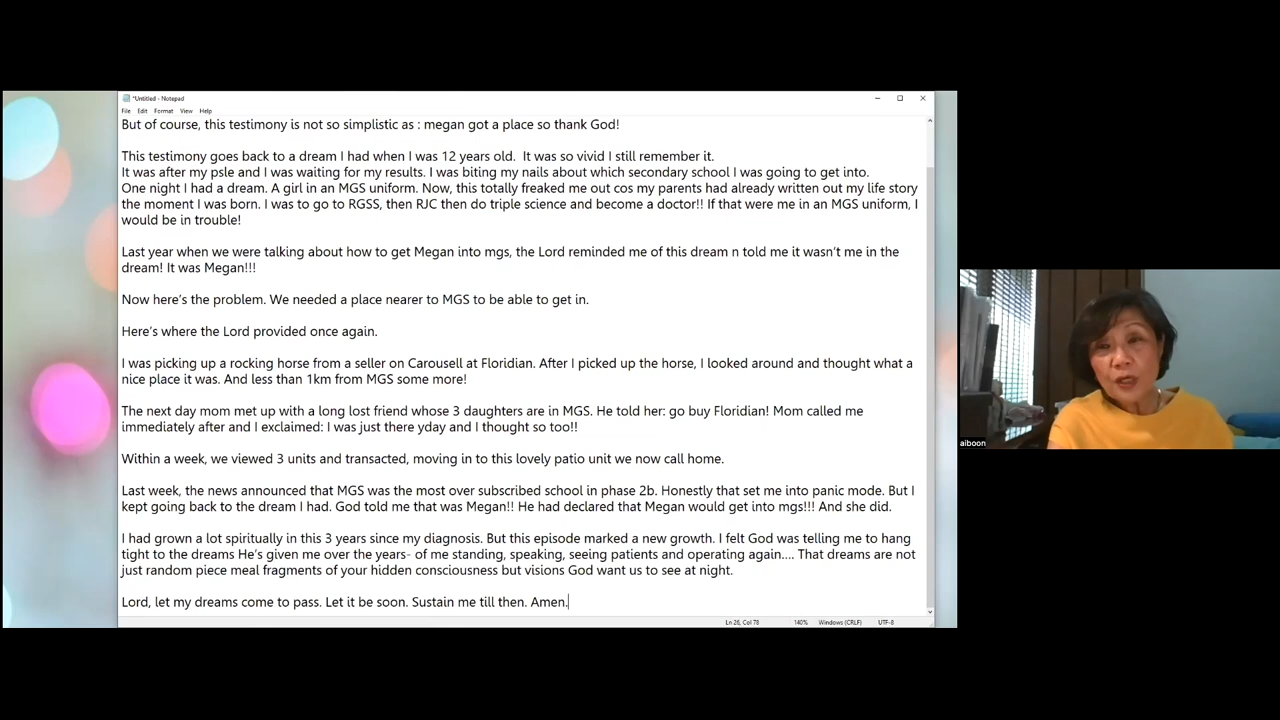 *Untitled - Notepad
File Edit Format View Help
But of course, this testimony is not so simplistic as : megan got a place so thank God!
This testimony goes back to a dream I had when I was 12 years old.  It was so vivid I still remember it.
It was after my psle and I was waiting for my results. I was biting my nails about which secondary school I was going to get into.
One night I had a dream. A girl in an MGS uniform. Now, this totally freaked me out cos my parents had already written out my life story
the moment I was born. I was to go to RGSS, then RJC then do triple science and become a doctor!! If that were me in an MGS uniform, I
would be in trouble!
Last year when we were talking about how to get Megan into mgs, the Lord reminded me of this dream n told me it wasn't me in the
dream! It was Megan!!!
Now here's the problem. We needed a place nearer to MGS to be able to get in.
Here's where the Lord provided once again.
I was picking up a rocking horse from a seller on Carousell at Floridian. After I picked up the horse, I looked around and thought what a
nice place it was. And less than 1km from MGS some more!
The next day mom met up with a long lost friend whose 3 daughters are in MGS. He told her: go buy Floridian! Mom called me
immediately after and I exclaimed: I was just there yday and I thought so too!!
Within a week, we viewed 3 units and transacted, moving in to this lovely patio unit we now call home.
Last week, the news announced that MGS was the most over subscribed school in phase 2b. Honestly that set me into panic mode. But I
kept going back to the dream I had. God told me that was Megan!! He had declared that Megan would get into mgs!!! And she did.
I had grown a lot spiritually in this 3 years since my diagnosis. But this episode marked a new growth. I felt God was telling me to hang
tight to the dreams He's given me over the years- of me standing, speaking, seeing patients and operating again.... That dreams are not
just random piece meal fragments of your hidden consciousness but visions God want us to see at night.
Lord, let my dreams come to pass. Let it be soon. Sustain me till then. Amen.
Ln 26, Col 78 140% Windows (CRLF) UTF-8
aiboon